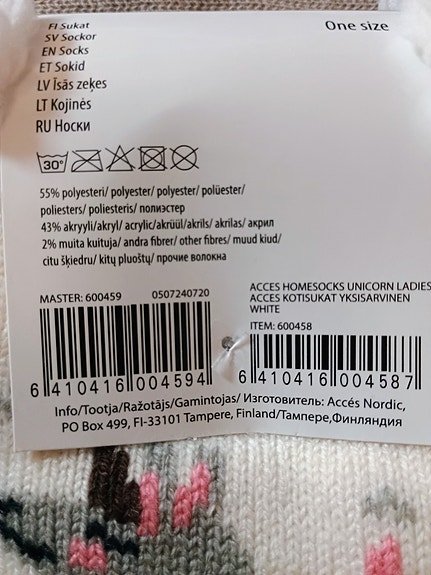 FI Sukat
SV Sockor
EN Socks
ET Sokid
LV Īsās zeķes
LT Kojinės
RU Носки
One size
30°
55% polyesteri/ polyester/ polyester/ polüester/
poliesters/ poliesteris/ полиэстер
43% akryyli/akryl/ acrylic/akrüül/akrils/ akrilas/ акрил
2% muita kuituja/ andra fibrer/ other fibres/ muud kiud/
citu šķiedru/ kitų pluoštų/ прочие волокна
MASTER: 600459 0507240720
6 410416 004594
ACCES HOMESOCKS UNICORN LADIES
ACCES KOTISUKAT YKSISARVINEN
WHITE
ITEM: 600458
6 410416 004587
Info/Tootja/Ražotājs/Gamintojas/ Изготовитель: Accés Nordic,
PO Box 499, FI-33101 Tampere, Finland/Тампере,Финляндия